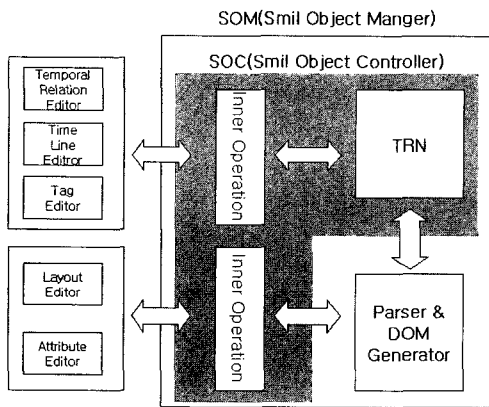 SOM(Smil Object Manger)
SOC(Smil Object Controller)
Temporal
Relation
Editor
Time
Line
Editror
Tag
Editor
Inner Operation
TRN
Layout
Editor
Attribute
Editor
Inner Operation
Parser &
DOM
Generator